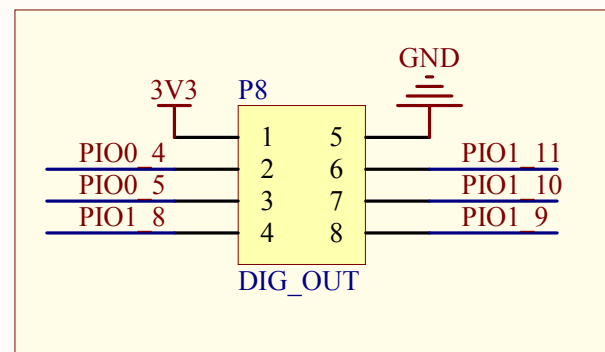 GND
3V3 P8
1 5
PIO0_4 2 6 PIO1_11
PIO0_5 3 7 PIO1_10
PIO1_8 4 8 PIO1_9
DIG_OUT